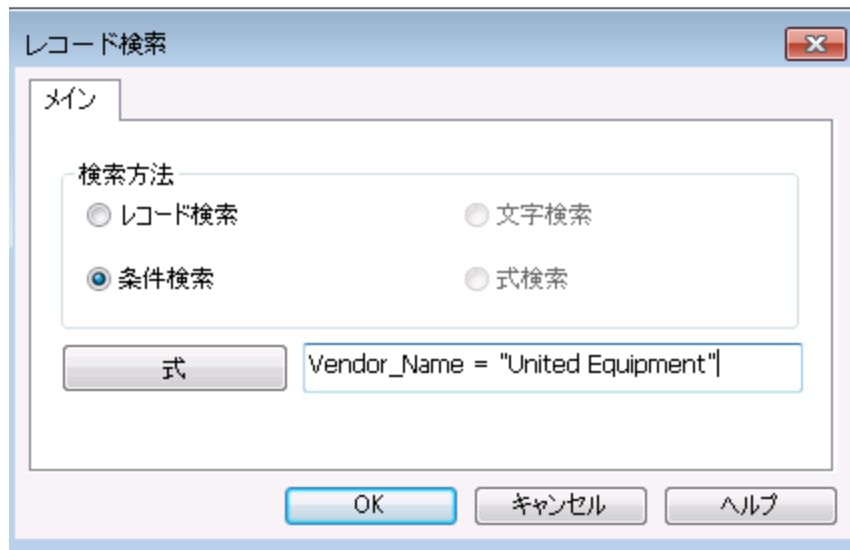 レコード検索
メイン
検索方法
レコード検索 文字検索
条件検索 式検索
式 Vendor_Name = "United Equipment"
OK キャンセル ヘルプ